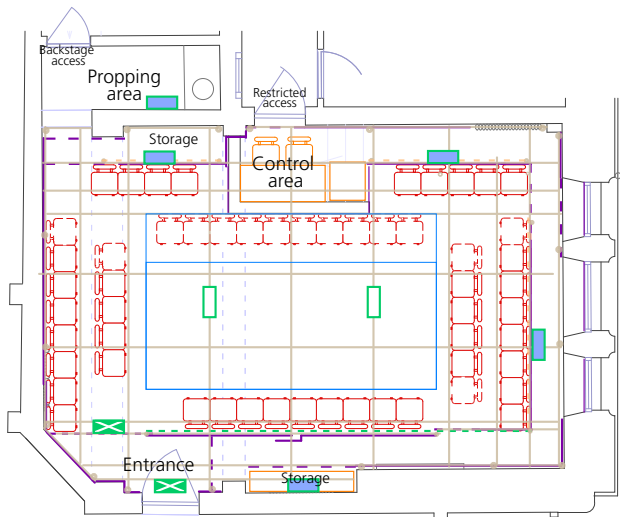 Backstage
access
Propping
area
Restricted
access
Storage
Control
area
Entrance
Storage